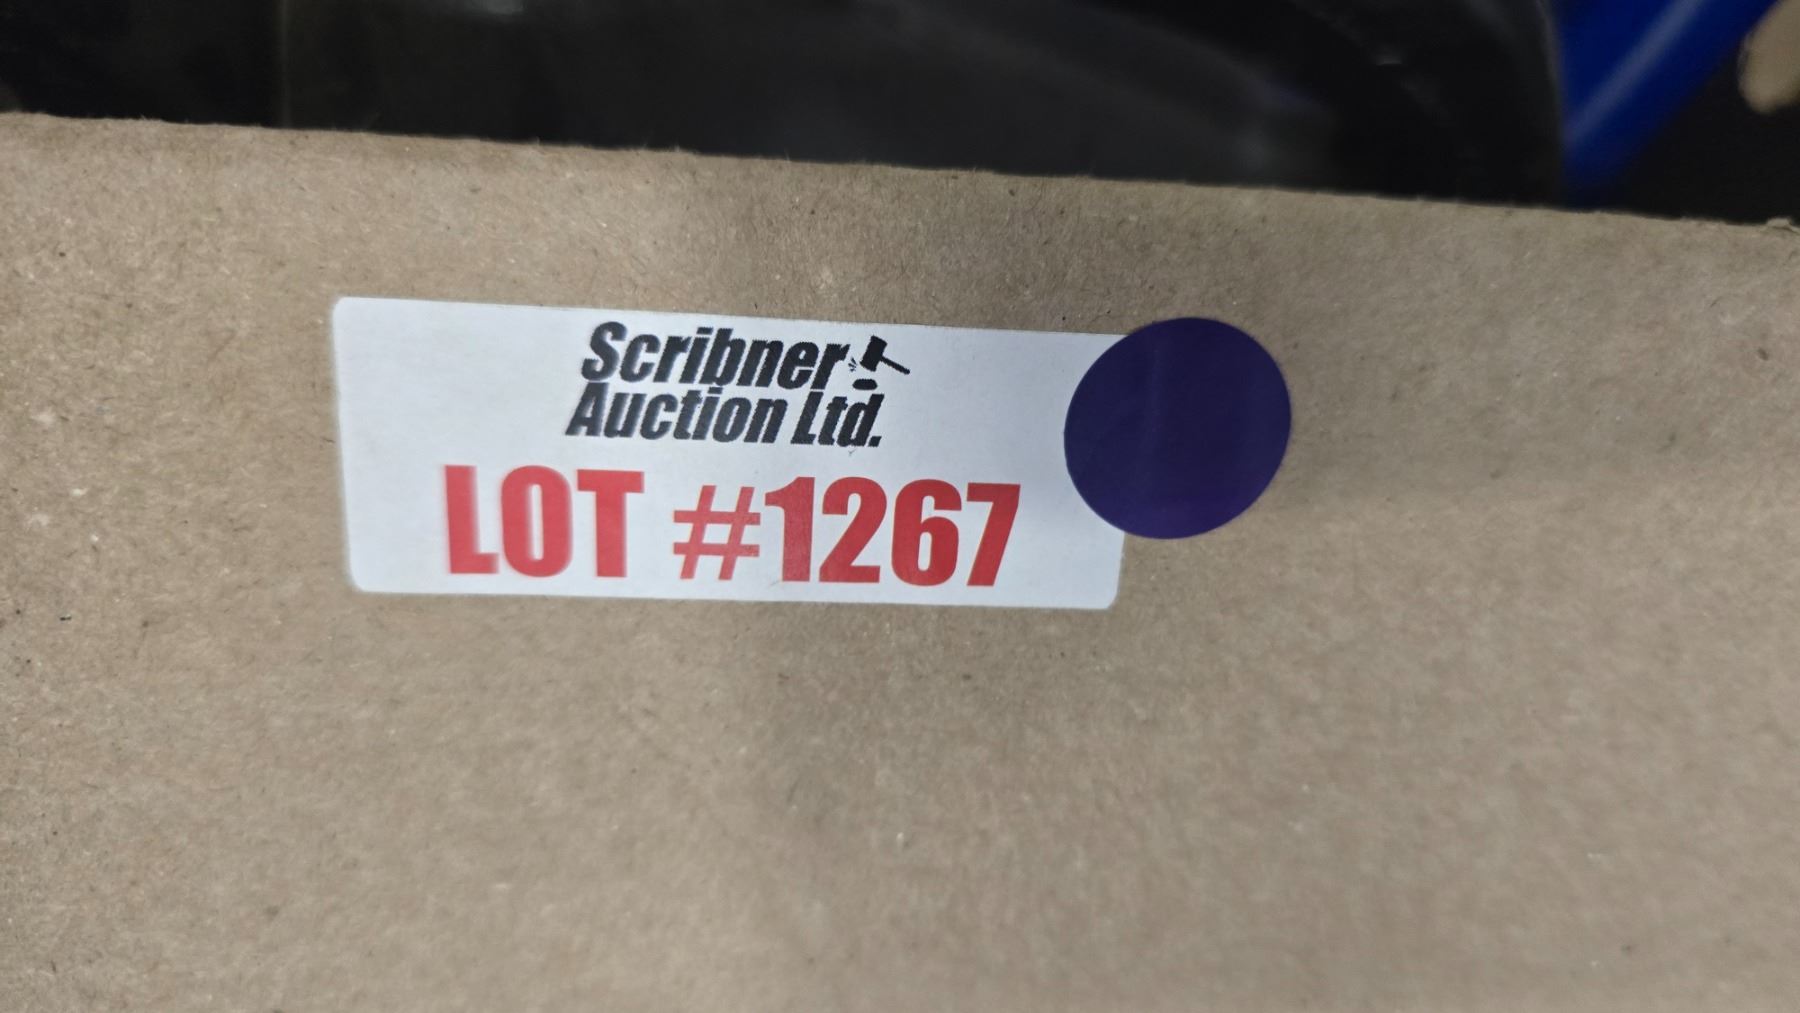 Scribner
Auction Ltd.
LOT #1267